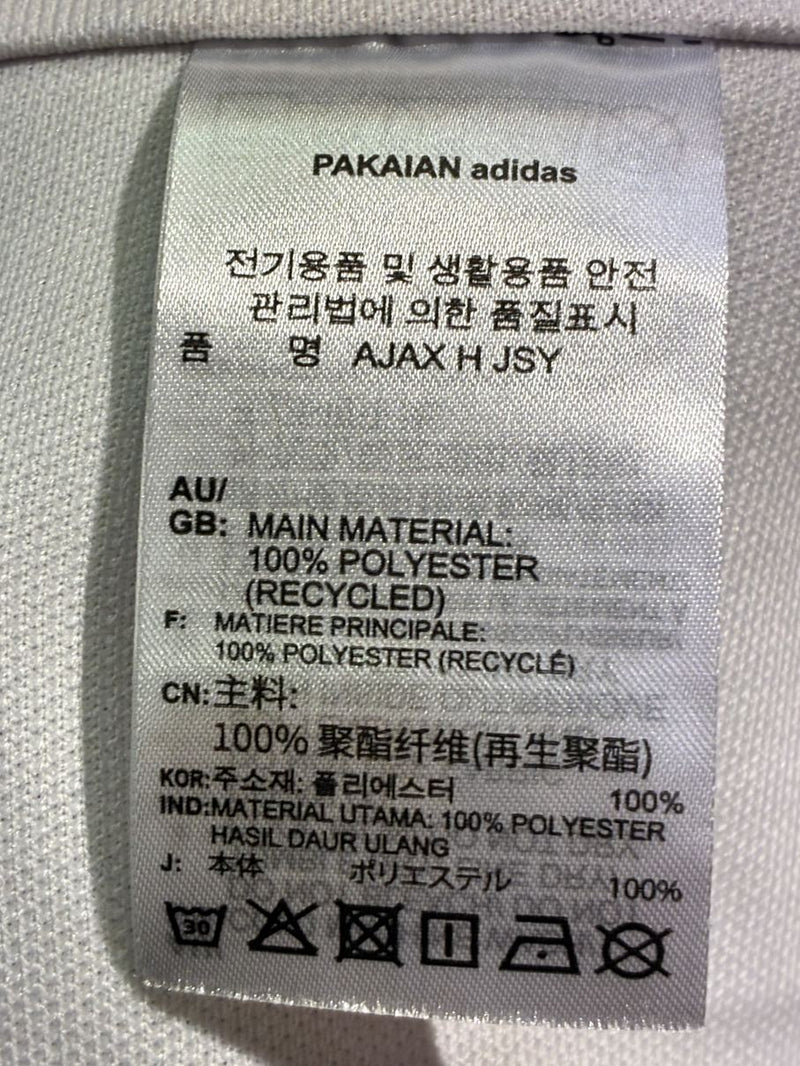 PAKAIAN adidas
전기용품 및 생활용품 안전
관리법에 의한 품질표시
품 명 AJAX H JSY
AU/
GB: MAIN MATERIAL:
100% POLYESTER
(RECYCLED)
F: MATIERE PRINCIPALE:
100% POLYESTER (RECYCLÉ)
CN:主料:
100% 聚酯纤维(再生聚酯)
KOR:주소재: 폴리에스터 100%
IND:MATERIAL UTAMA: 100% POLYESTER
HASIL DAUR ULANG
J: 本体 ポリエステル 100%
30